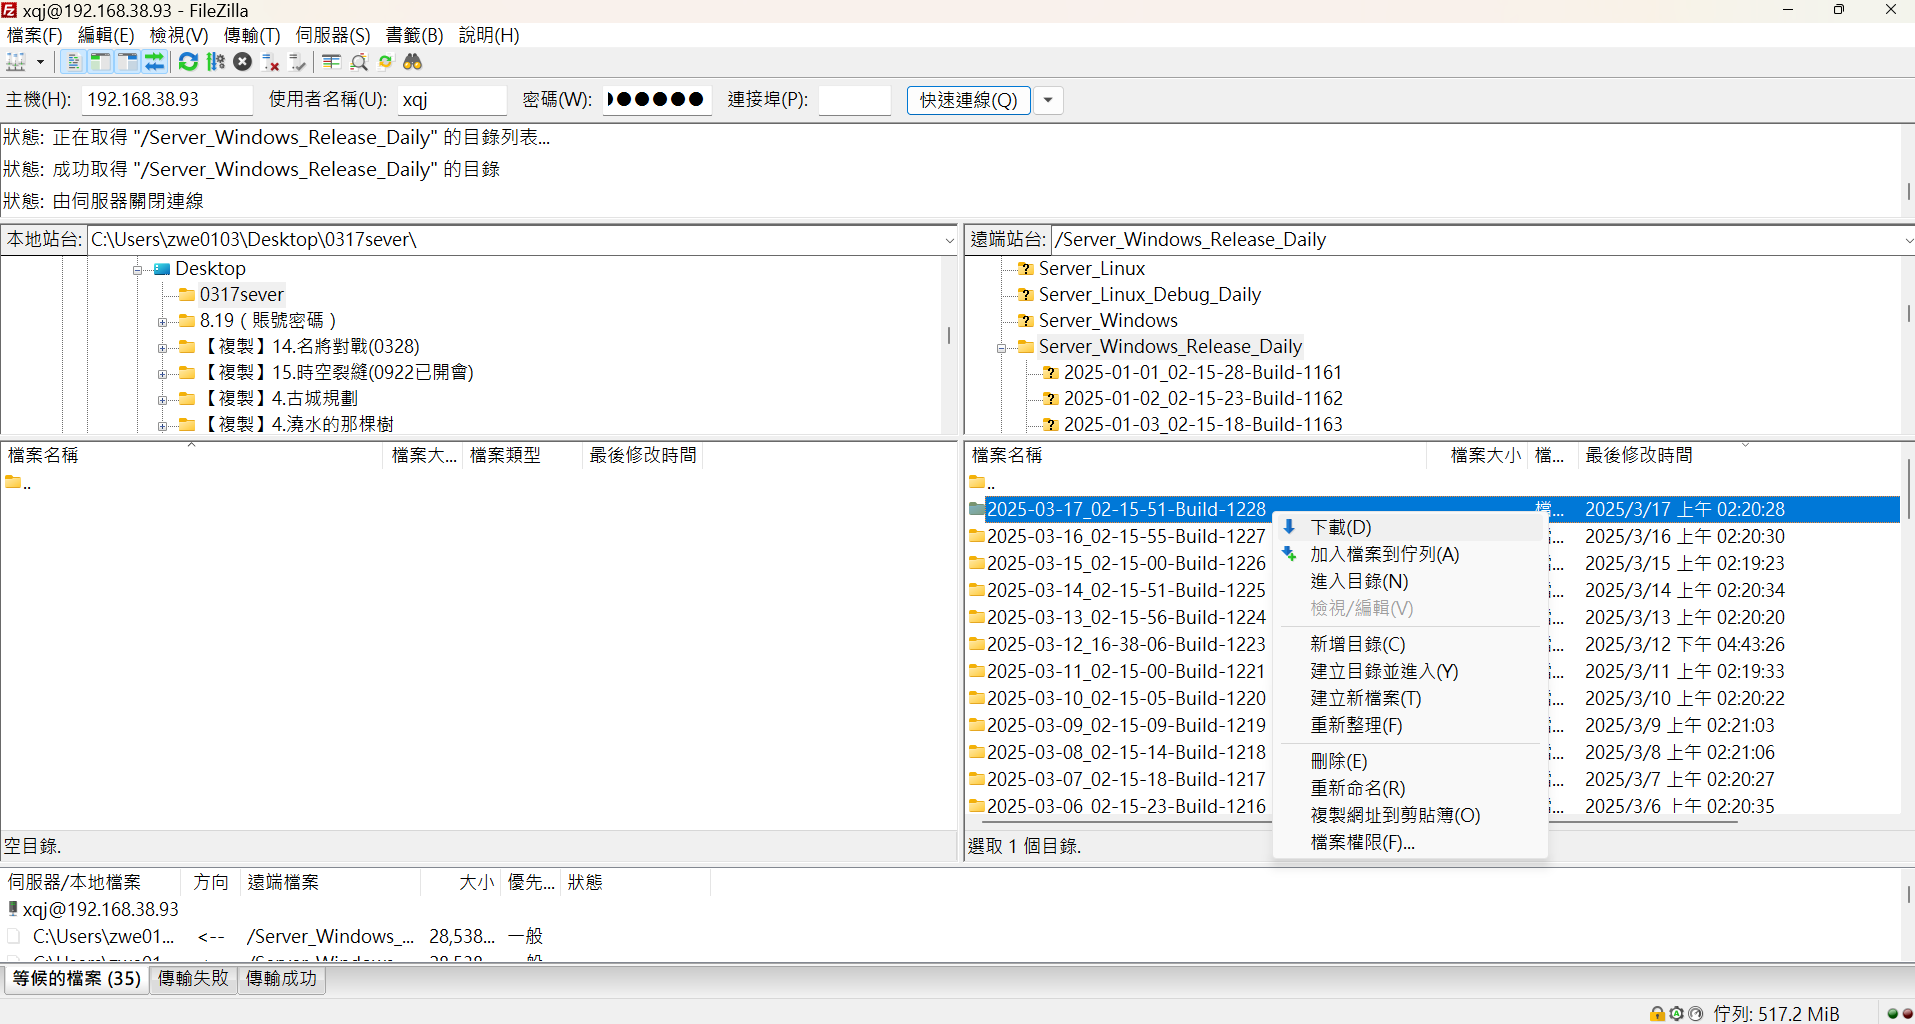 xqj@192.168.38.93 - FileZilla
檔案(F) 編輯(E) 檢視(V) 傳輸(T) 伺服器(S) 書籤(B) 說明(H)
主機(H): 192.168.38.93 使用者名稱(U): xqj 密碼(W): 連接埠(P): 快速連線(Q)
狀態: 正在取得 "/Server_Windows_Release_Daily" 的目錄列表...
狀態: 成功取得 "/Server_Windows_Release_Daily" 的目錄
狀態: 由伺服器關閉連線
本地站台: C:\Users\zwe0103\Desktop\0317sever\
Desktop
0317sever
8.19（賬號密碼）
【複製】14.名將對戰(0328)
【複製】15.時空裂縫(0922已開會)
【複製】4.古城規劃
【複製】4.澆水的那棵樹
檔案名稱 檔案大... 檔案類型 最後修改時間
..
空目錄.
遠端站台: /Server_Windows_Release_Daily
Server_Linux
Server_Linux_Debug_Daily
Server_Windows
Server_Windows_Release_Daily
2025-01-01_02-15-28-Build-1161
2025-01-02_02-15-23-Build-1162
2025-01-03_02-15-18-Build-1163
檔案名稱 檔案大小 檔... 最後修改時間
..
2025-03-17_02-15-51-Build-1228 檔... 2025/3/17 上午 02:20:28
2025-03-16_02-15-55-Build-1227 2025/3/16 上午 02:20:30
2025-03-15_02-15-00-Build-1226 2025/3/15 上午 02:19:23
2025-03-14_02-15-51-Build-1225 2025/3/14 上午 02:20:34
2025-03-13_02-15-56-Build-1224 2025/3/13 上午 02:20:20
2025-03-12_16-38-06-Build-1223 2025/3/12 下午 04:43:26
2025-03-11_02-15-00-Build-1221 2025/3/11 上午 02:19:33
2025-03-10_02-15-05-Build-1220 2025/3/10 上午 02:20:22
2025-03-09_02-15-09-Build-1219 2025/3/9 上午 02:21:03
2025-03-08_02-15-14-Build-1218 2025/3/8 上午 02:21:06
2025-03-07_02-15-18-Build-1217 2025/3/7 上午 02:20:27
2025-03-06_02-15-23-Build-1216 2025/3/6 上午 02:20:35
選取 1 個目錄.
下載(D)
加入檔案到佇列(A)
進入目錄(N)
檢視/編輯(V)
新增目錄(C)
建立目錄並進入(Y)
建立新檔案(T)
重新整理(F)
刪除(E)
重新命名(R)
複製網址到剪貼簿(O)
檔案權限(F)...
伺服器/本地檔案 方向 遠端檔案 大小 優先... 狀態
xqj@192.168.38.93
C:\Users\zwe01... <-- /Server_Windows_... 28,538... 一般
等候的檔案 (35) 傳輸失敗 傳輸成功
佇列: 517.2 MiB